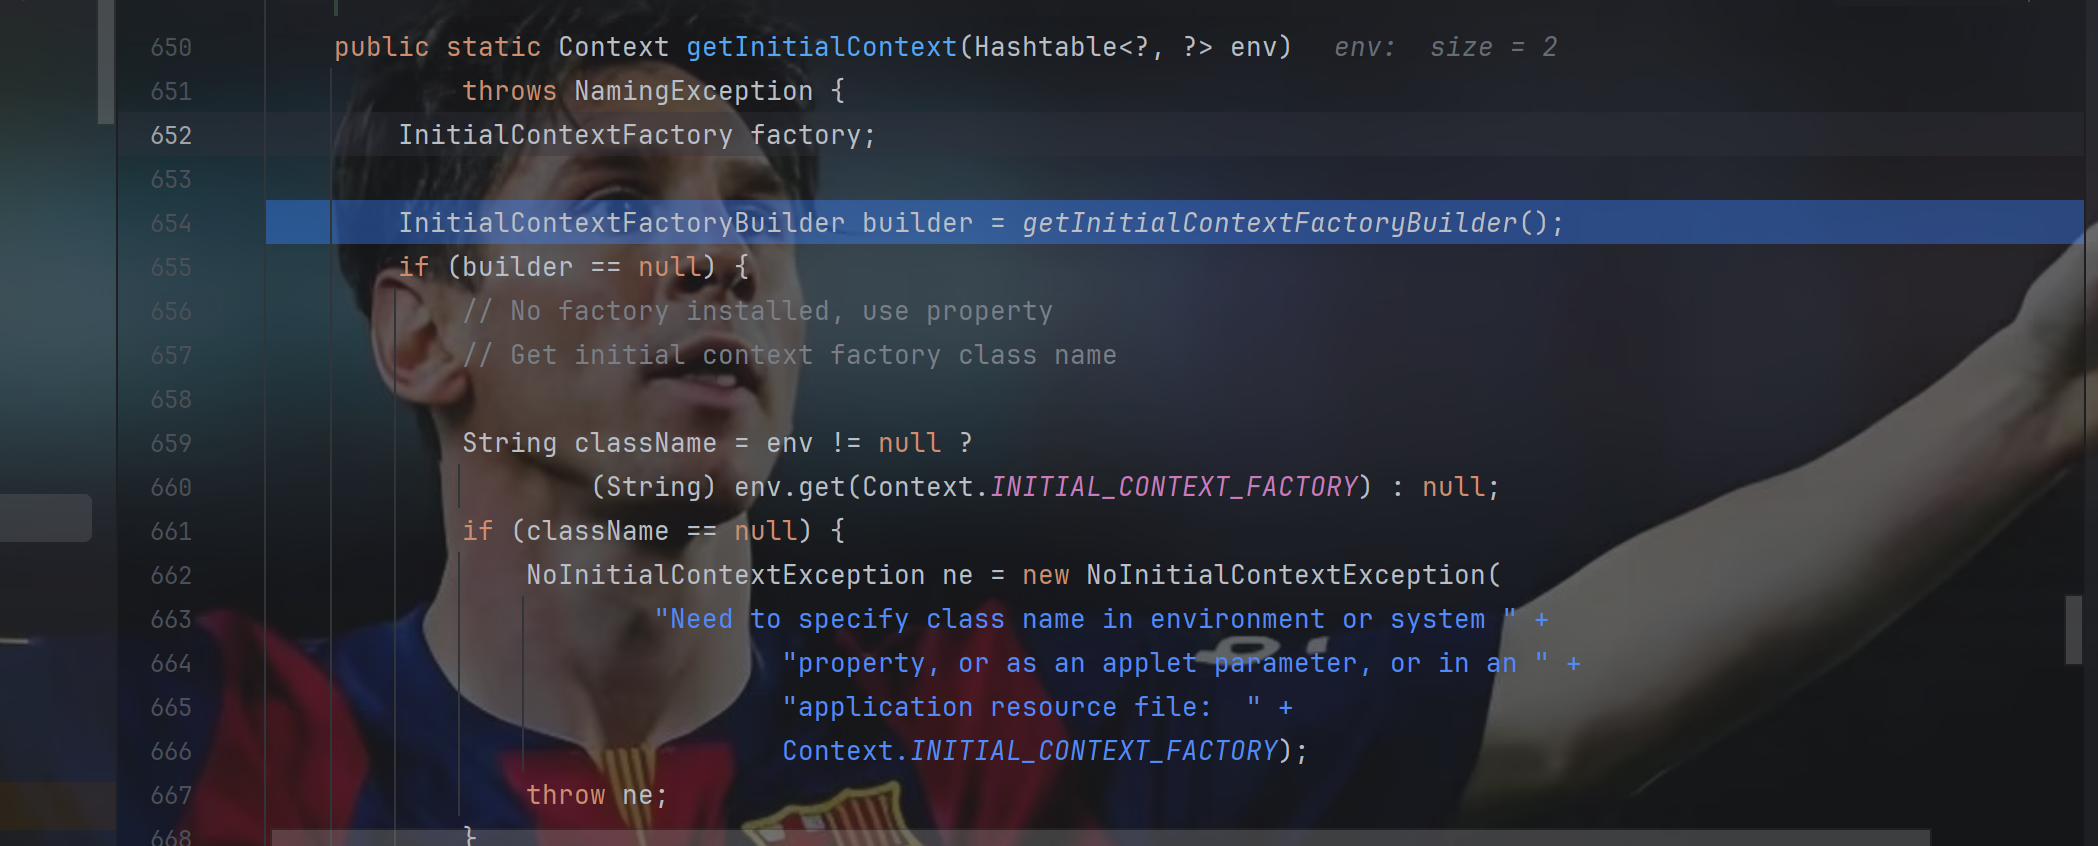 650 public static Context getInitialContext(Hashtable<?, ?> env) env: size = 2
651 throws NamingException {
652 InitialContextFactory factory;
653
654 InitialContextFactoryBuilder builder = getInitialContextFactoryBuilder();
655 if (builder == null) {
656 // No factory installed, use property
657 // Get initial context factory class name
658
659 String className = env != null ?
660 (String) env.get(Context.INITIAL_CONTEXT_FACTORY) : null;
661 if (className == null) {
662 NoInitialContextException ne = new NoInitialContextException(
663 "Need to specify class name in environment or system " +
664 "property, or as an applet parameter, or in an " +
665 "application resource file:  " +
666 Context.INITIAL_CONTEXT_FACTORY);
667 throw ne;
668 }